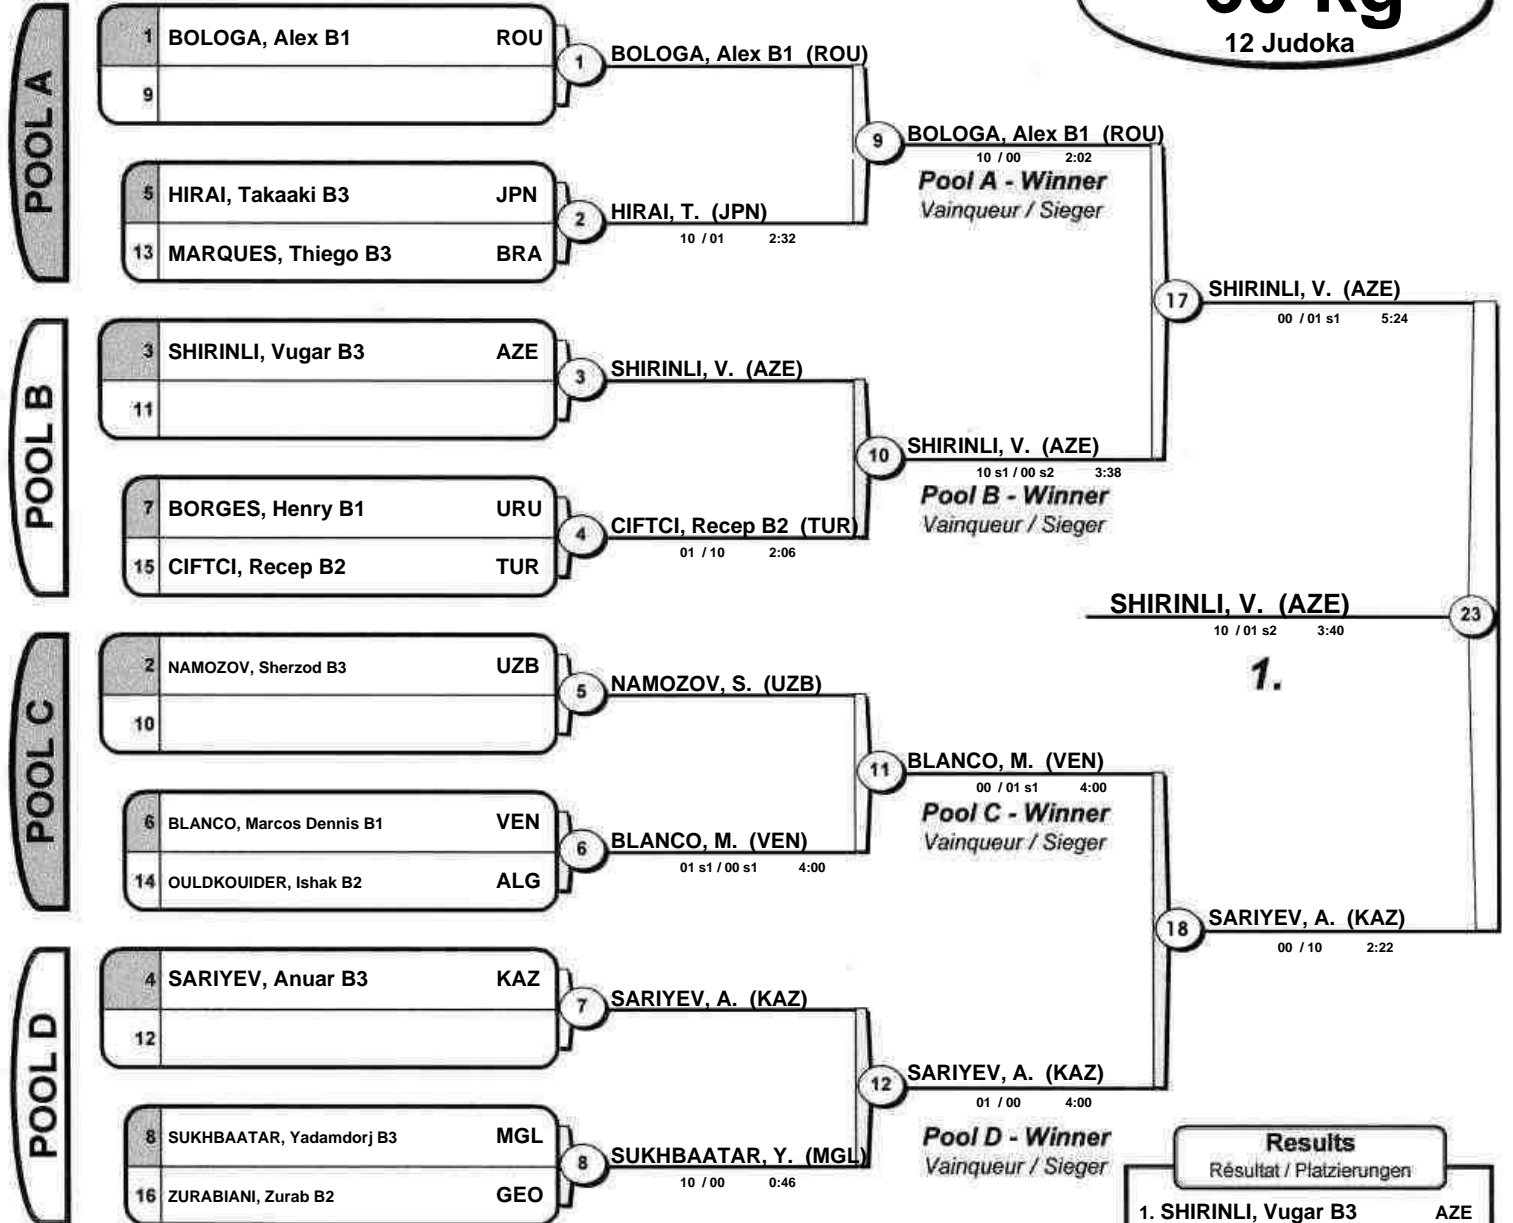 12 Judoka
POOL A
1 BOLOGA, Alex B1 ROU
9
5 HIRAI, Takaaki B3 JPN
13 MARQUES, Thiego B3 BRA
1 BOLOGA, Alex B1 (ROU)
2 HIRAI, T. (JPN)
10 / 01 2:32
9 BOLOGA, Alex B1 (ROU)
10 / 00 2:02
Pool A - Winner
Vainqueur / Sieger
POOL B
3 SHIRINLI, Vugar B3 AZE
11
7 BORGES, Henry B1 URU
15 CIFTCI, Recep B2 TUR
3 SHIRINLI, V. (AZE)
4 CIFTCI, Recep B2 (TUR)
01 / 10 2:06
10 SHIRINLI, V. (AZE)
10 s1 / 00 s2 3:38
Pool B - Winner
Vainqueur / Sieger
17 SHIRINLI, V. (AZE)
00 / 01 s1 5:24
SHIRINLI, V. (AZE) 23
10 / 01 s2 3:40
1.
POOL C
2 NAMOZOV, Sherzod B3 UZB
10
6 BLANCO, Marcos Dennis B1 VEN
14 OULDKOUIDER, Ishak B2 ALG
5 NAMOZOV, S. (UZB)
6 BLANCO, M. (VEN)
01 s1 / 00 s1 4:00
11 BLANCO, M. (VEN)
00 / 01 s1 4:00
Pool C - Winner
Vainqueur / Sieger
POOL D
4 SARIYEV, Anuar B3 KAZ
12
8 SUKHBAATAR, Yadamdorj B3 MGL
16 ZURABIANI, Zurab B2 GEO
7 SARIYEV, A. (KAZ)
8 SUKHBAATAR, Y. (MGL)
10 / 00 0:46
12 SARIYEV, A. (KAZ)
01 / 00 4:00
Pool D - Winner
Vainqueur / Sieger
18 SARIYEV, A. (KAZ)
00 / 10 2:22
Results
Résultat / Platzierungen
1. SHIRINLI, Vugar B3 AZE